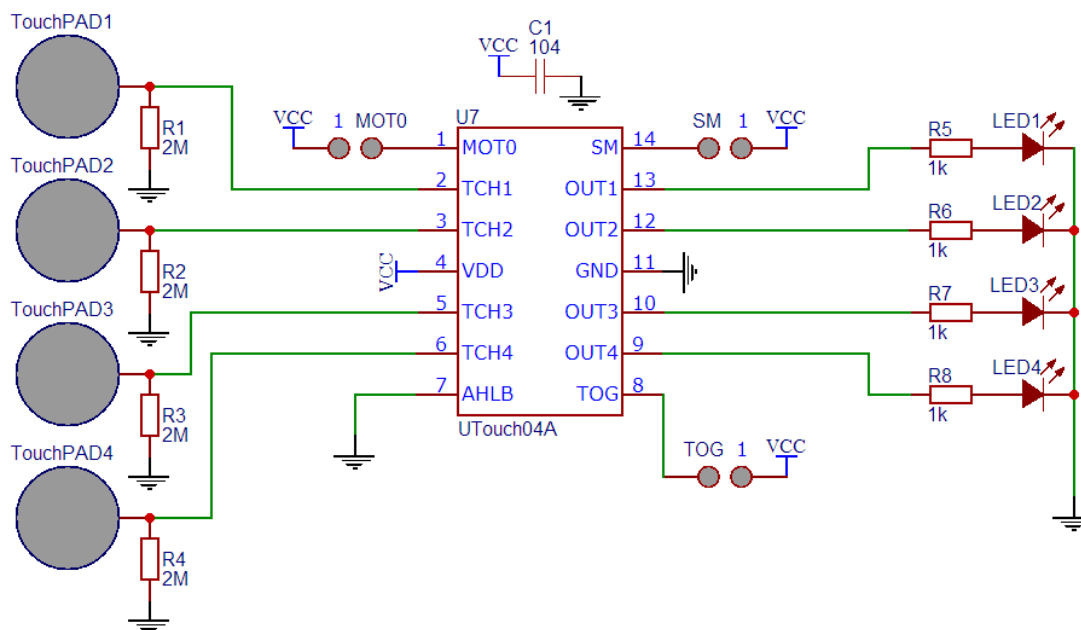 TouchPAD1
R1
2M
TouchPAD2
R2
2M
TouchPAD3
R3
2M
TouchPAD4
R4
2M
C1
104
VCC
VCC
1 MOT0
U7
1 MOT0
2 TCH1
3 TCH2
VCC
4 VDD
5 TCH3
6 TCH4
7 AHLB
SM 14
OUT1 13
OUT2 12
GND 11
OUT3 10
OUT4 9
TOG 8
UTouch04A
SM 1
VCC
TOG 1
VCC
R5
1k
LED1
R6
1k
LED2
R7
1k
LED3
R8
1k
LED4